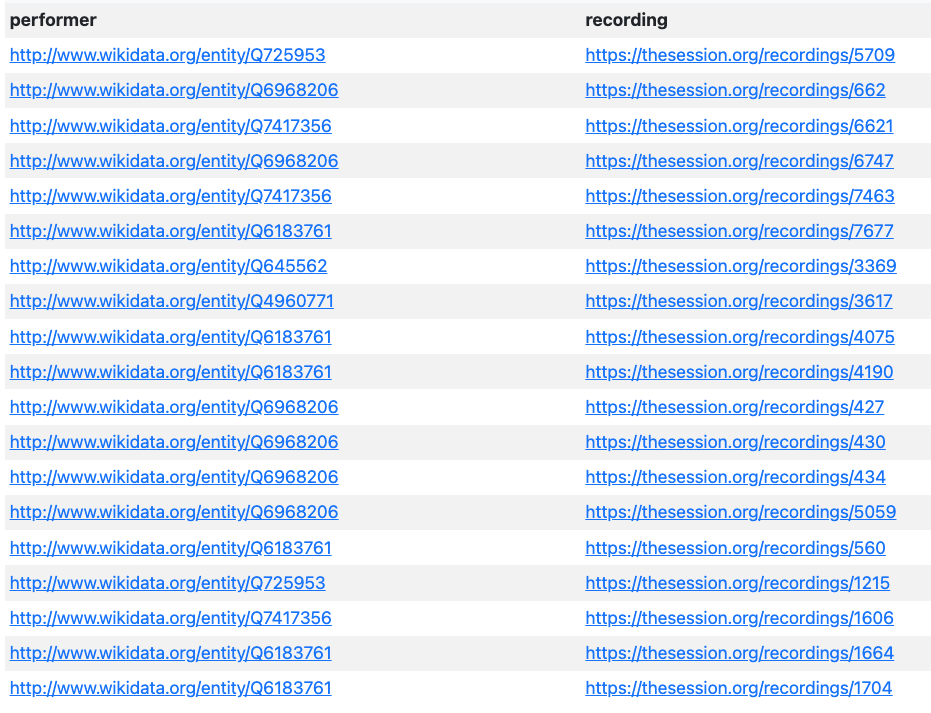 performer recording
http://www.wikidata.org/entity/Q725953 https://thesession.org/recordings/5709
http://www.wikidata.org/entity/Q6968206 https://thesession.org/recordings/662
http://www.wikidata.org/entity/Q7417356 https://thesession.org/recordings/6621
http://www.wikidata.org/entity/Q6968206 https://thesession.org/recordings/6747
http://www.wikidata.org/entity/Q7417356 https://thesession.org/recordings/7463
http://www.wikidata.org/entity/Q6183761 https://thesession.org/recordings/7677
http://www.wikidata.org/entity/Q645562 https://thesession.org/recordings/3369
http://www.wikidata.org/entity/Q4960771 https://thesession.org/recordings/3617
http://www.wikidata.org/entity/Q6183761 https://thesession.org/recordings/4075
http://www.wikidata.org/entity/Q6183761 https://thesession.org/recordings/4190
http://www.wikidata.org/entity/Q6968206 https://thesession.org/recordings/427
http://www.wikidata.org/entity/Q6968206 https://thesession.org/recordings/430
http://www.wikidata.org/entity/Q6968206 https://thesession.org/recordings/434
http://www.wikidata.org/entity/Q6968206 https://thesession.org/recordings/5059
http://www.wikidata.org/entity/Q6183761 https://thesession.org/recordings/560
http://www.wikidata.org/entity/Q725953 https://thesession.org/recordings/1215
http://www.wikidata.org/entity/Q7417356 https://thesession.org/recordings/1606
http://www.wikidata.org/entity/Q6183761 https://thesession.org/recordings/1664
http://www.wikidata.org/entity/Q6183761 https://thesession.org/recordings/1704